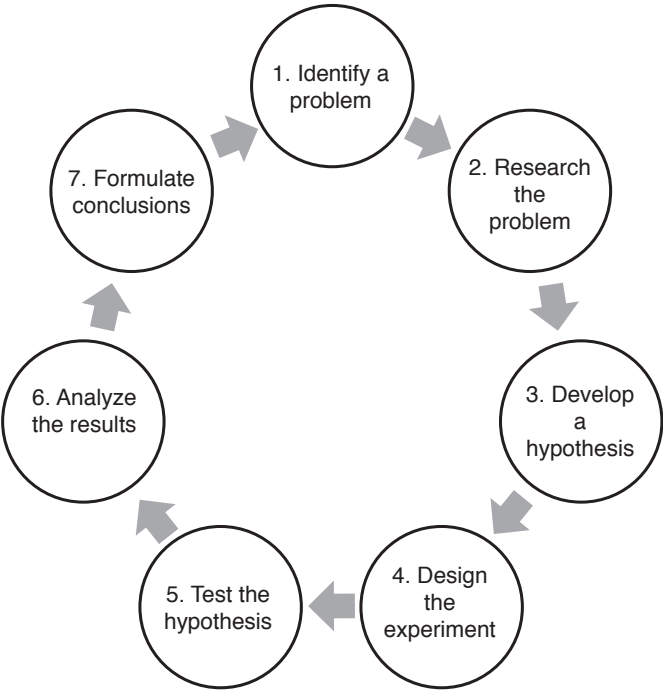 1. Identify a
problem
2. Research
the
problem
3. Develop
a
hypothesis
4. Design
the
experiment
5. Test the
hypothesis
6. Analyze
the results
7. Formulate
conclusions